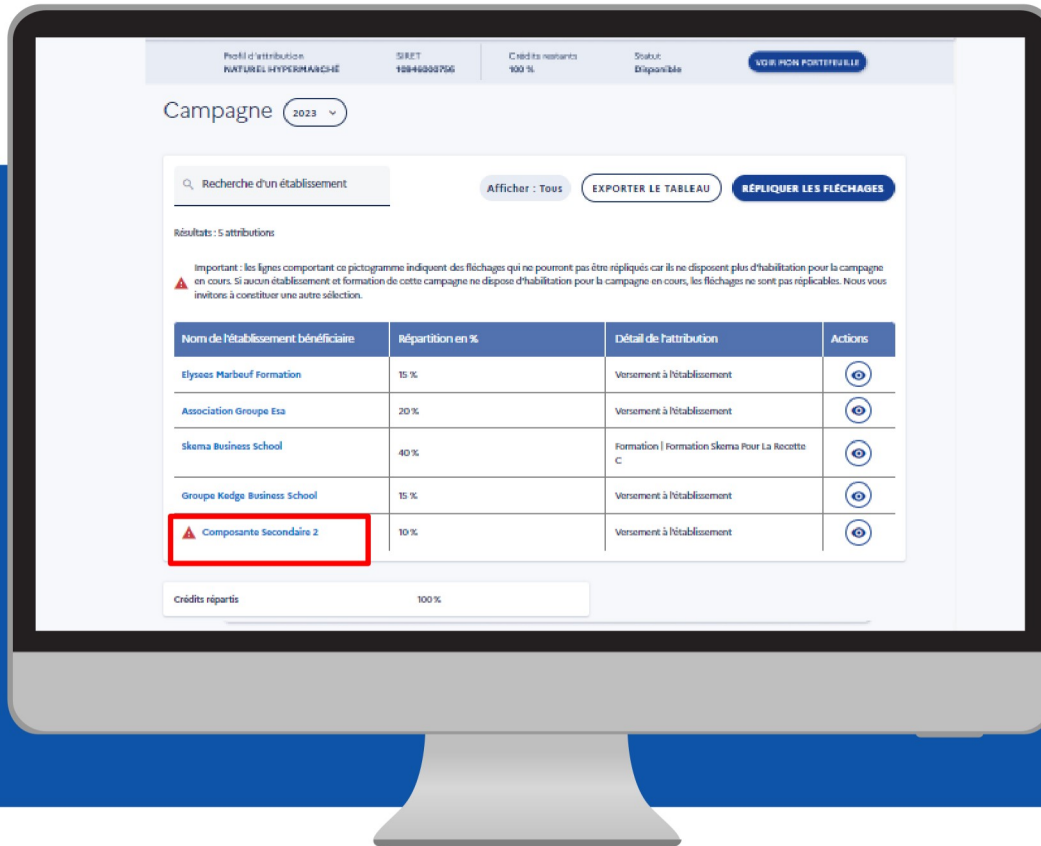 Profil d'attribution SIRET Crédits restants Statut
NATUREL HYPERMARCHÉ 100 % Disponible VOIR MON PORTEFEUILLE
Campagne 2023
Recherche d'un établissement Afficher : Tous EXPORTER LE TABLEAU RÉPLIQUER LES FLÉCHAGES
Résultats : 5 attributions
Important : les lignes comportant ce pictogramme indiquent des fléchages qui ne pourront pas être répliqués car ils ne disposent plus d'habilitation pour la campagne
en cours. Si aucun établissement et formation de cette campagne ne dispose d'habilitation pour la campagne en cours, les fléchages ne sont pas réplicables. Nous vous
invitons à constituer une autre sélection.
Nom de l'établissement bénéficiaire Répartition en % Détail de l'attribution Actions
Elysees Marbeuf Formation 15 % Versement à l'établissement
Association Groupe Esa 20 % Versement à l'établissement
Skema Business School 40 % Formation | Formation Skema Pour La Recette
C
Groupe Kedge Business School 15 % Versement à l'établissement
Composante Secondaire 2 10 % Versement à l'établissement
Crédits répartis 100 %